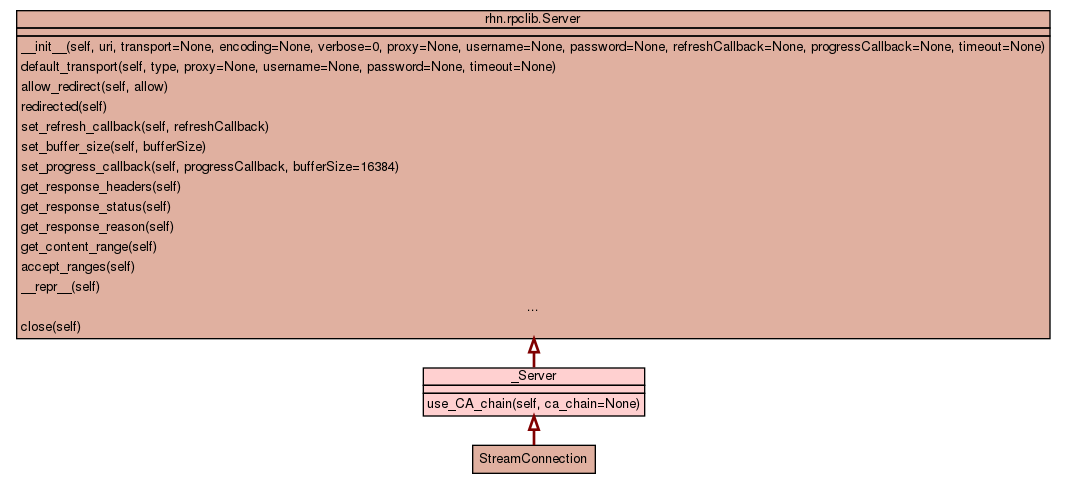 rhn.rpclib.Server
__init__(self, uri, transport=None, encoding=None, verbose=0, proxy=None, username=None, password=None, refreshCallback=None, progressCallback=None, timeout=None)
default_transport(self, type, proxy=None, username=None, password=None, timeout=None)
allow_redirect(self, allow)
redirected(self)
set_refresh_callback(self, refreshCallback)
set_buffer_size(self, bufferSize)
set_progress_callback(self, progressCallback, bufferSize=16384)
get_response_headers(self)
get_response_status(self)
get_response_reason(self)
get_content_range(self)
accept_ranges(self)
__repr__(self)
...
close(self)
_Server
use_CA_chain(self, ca_chain=None)
StreamConnection